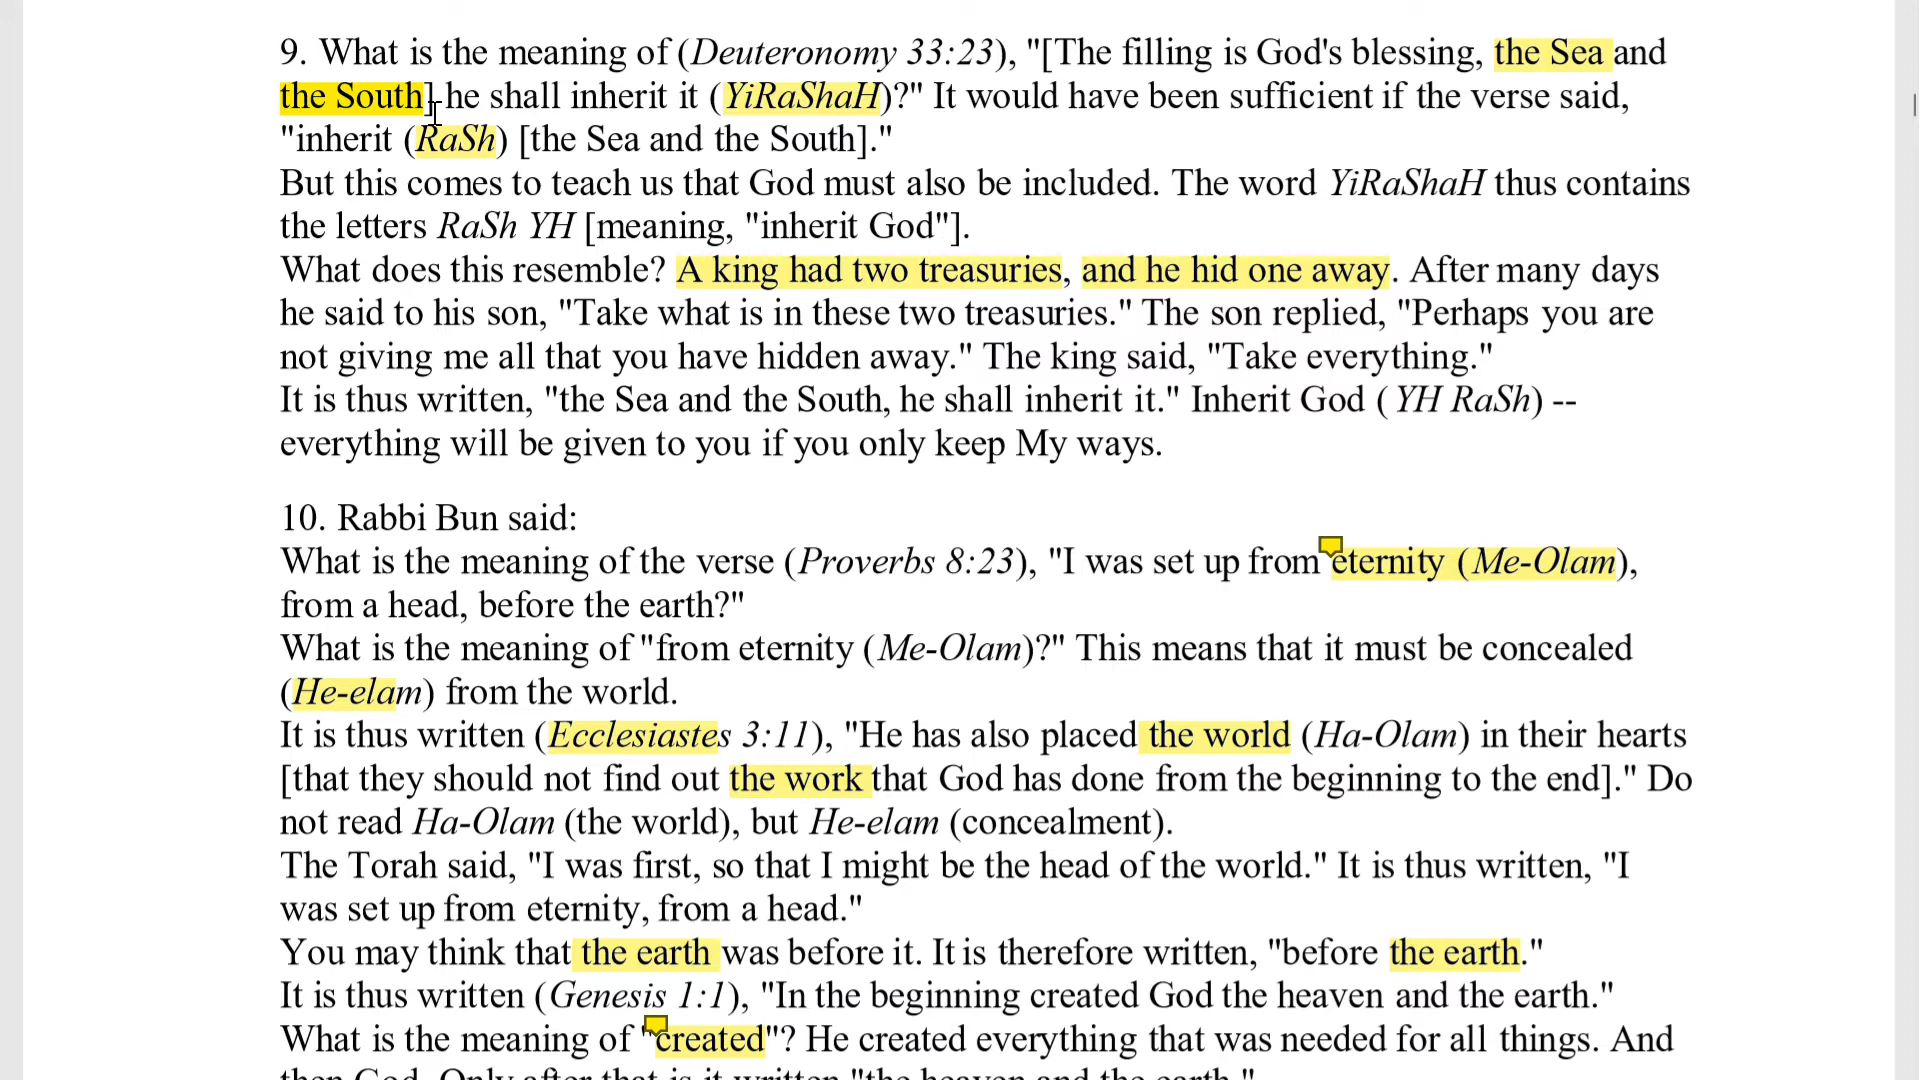 9. What is the meaning of (Deuteronomy 33:23), "[The filling is God's blessing, the Sea and
the South] he shall inherit it (YiRaShaH)?" It would have been sufficient if the verse said,
"inherit (RaSh) [the Sea and the South]."
But this comes to teach us that God must also be included. The word YiRaShaH thus contains
the letters RaSh YH [meaning, "inherit God"].
What does this resemble? A king had two treasuries, and he hid one away. After many days
he said to his son, "Take what is in these two treasuries." The son replied, "Perhaps you are
not giving me all that you have hidden away." The king said, "Take everything."
It is thus written, "the Sea and the South, he shall inherit it." Inherit God ( YH RaSh) --
everything will be given to you if you only keep My ways.
10. Rabbi Bun said:
What is the meaning of the verse (Proverbs 8:23), "I was set up from eternity (Me-Olam),
from a head, before the earth?"
What is the meaning of "from eternity (Me-Olam)?" This means that it must be concealed
(He-elam) from the world.
It is thus written (Ecclesiastes 3:11), "He has also placed the world (Ha-Olam) in their hearts
[that they should not find out the work that God has done from the beginning to the end]." Do
not read Ha-Olam (the world), but He-elam (concealment).
The Torah said, "I was first, so that I might be the head of the world." It is thus written, "I
was set up from eternity, from a head."
You may think that the earth was before it. It is therefore written, "before the earth."
It is thus written (Genesis 1:1), "In the beginning created God the heaven and the earth."
What is the meaning of "created"? He created everything that was needed for all things. And
then God. Only after that is it written "the heaven and the earth."